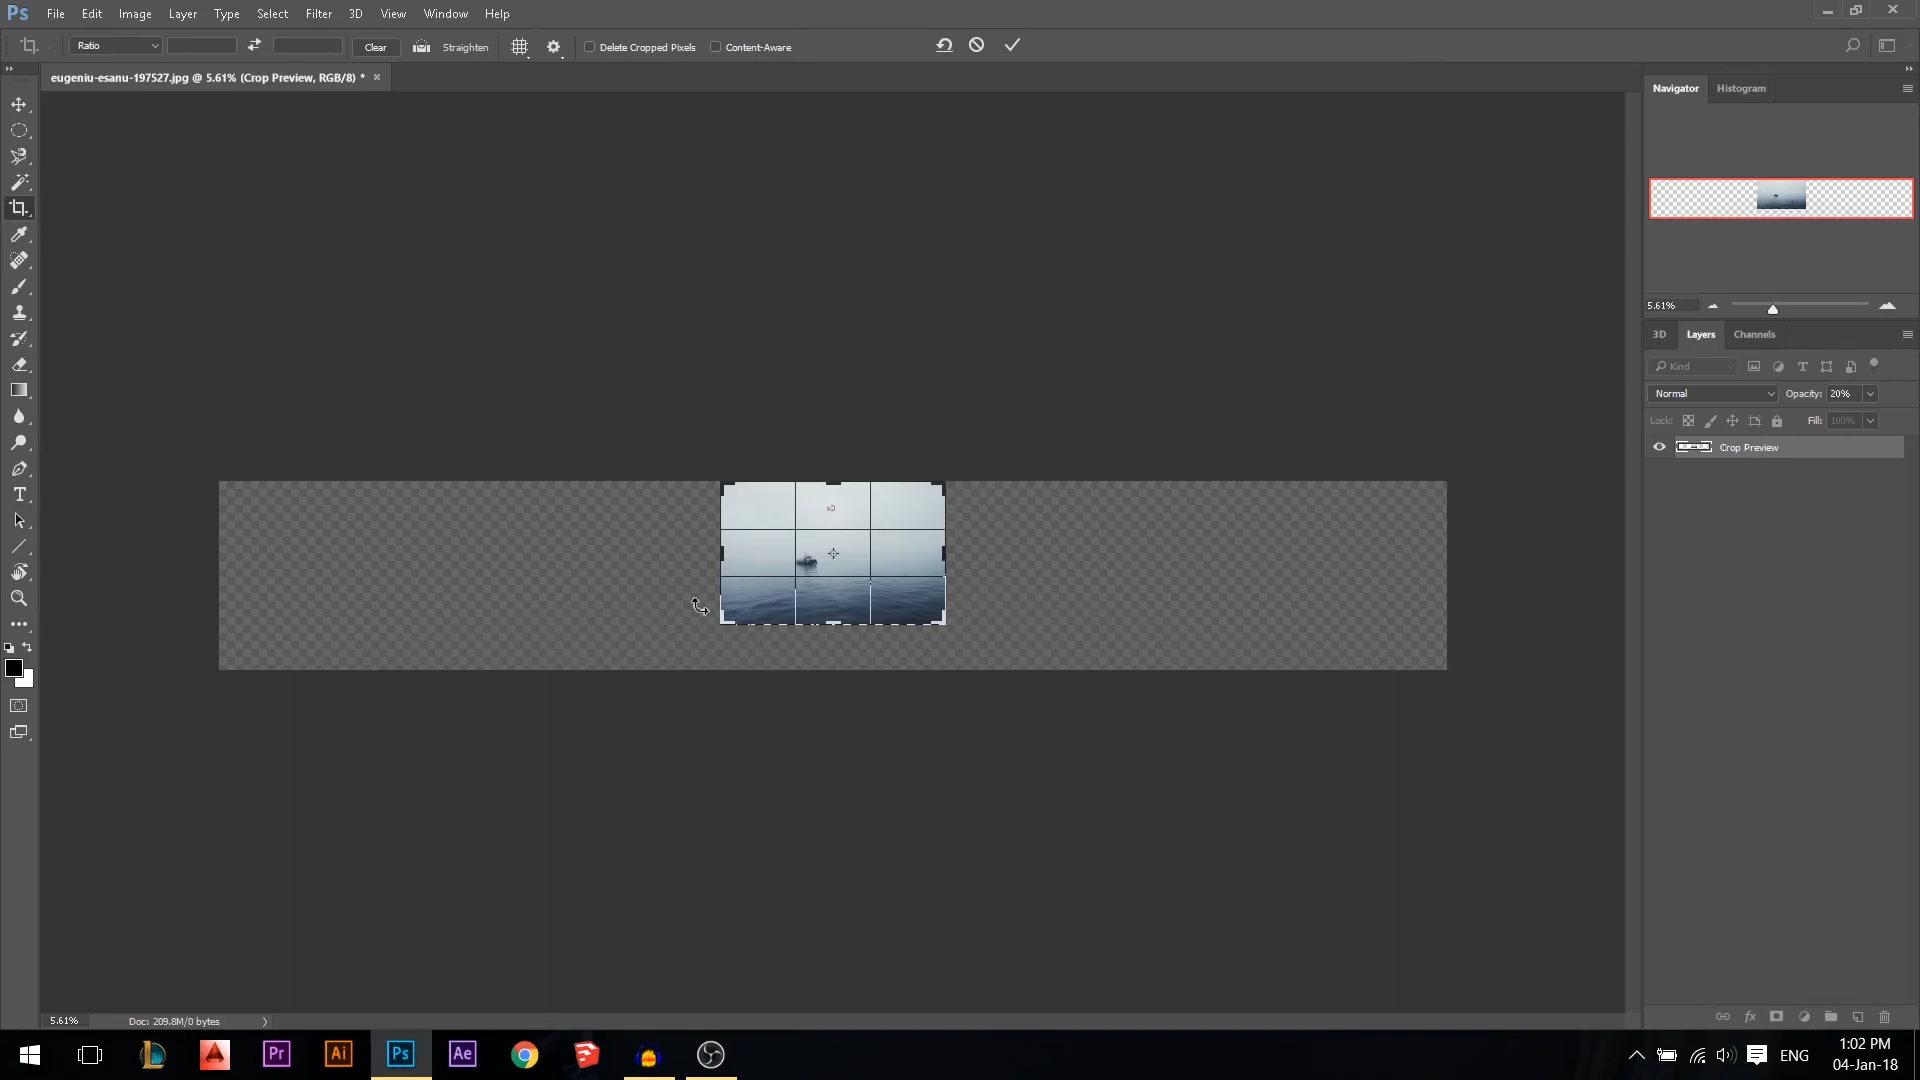 Ps File Edit Image Layer Type Select Filter 3D View Window Help
Ratio Clear Straighten Delete Cropped Pixels Content-Aware
eugeniu-esanu-197527.jpg @ 5.61% (Crop Preview, RGB/8) * ×
Navigator Histogram
5.61%
3D Layers Channels
Kind
Normal Opacity: 20%
Lock: Fill: 100%
Crop Preview
xD
5.61% Doc: 209.8M/0 bytes
Pr Ai Ps Ae
ENG
1:02 PM
04-Jan-18